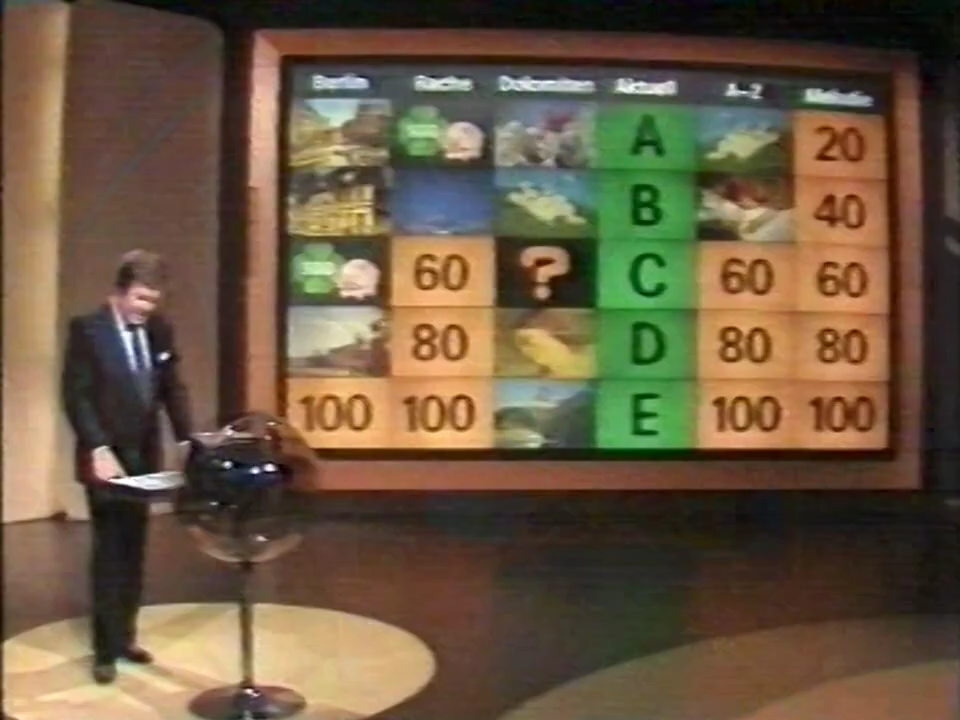 Berlin Rache Dolomiten Aktuell A-Z Melodie
A 20
B 40
60 ? C 60 60
80 D 80 80
100 100 E 100 100